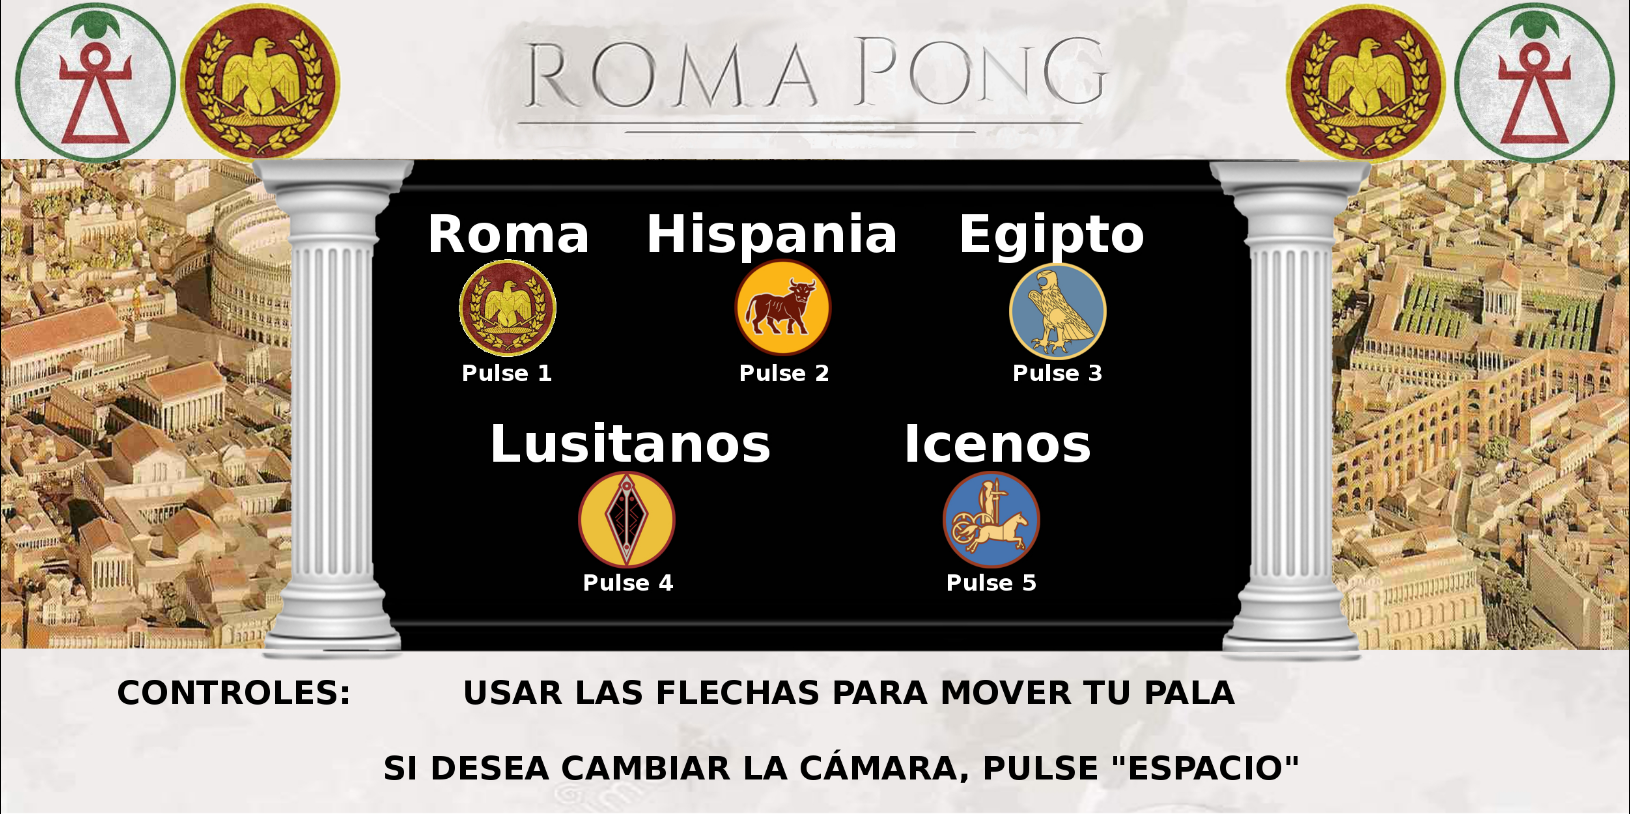 ROMA PONG
Roma Hispania Egipto
Pulse 1 Pulse 2 Pulse 3
Lusitanos Icenos
Pulse 4 Pulse 5
CONTROLES: USAR LAS FLECHAS PARA MOVER TU PALA
SI DESEA CAMBIAR LA CÁMARA, PULSE "ESPACIO"